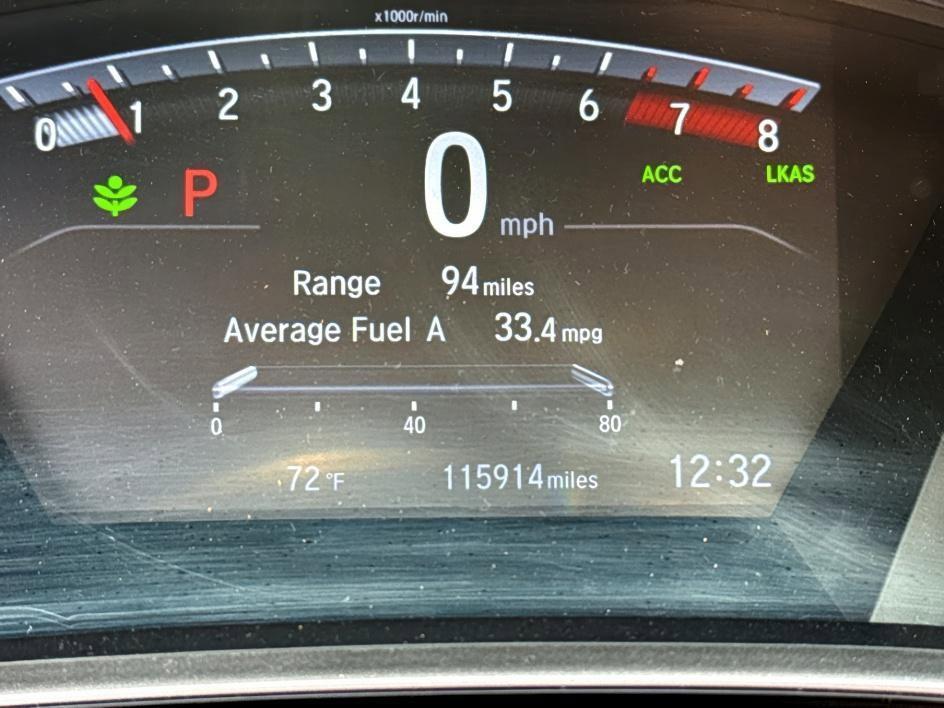 x1000r/min
0 1 2 3 4 5 6 7 8
P 0 mph ACC LKAS
Range 94 miles
Average Fuel A 33.4 mpg
0 40 80
72 °F 115914 miles 12:32